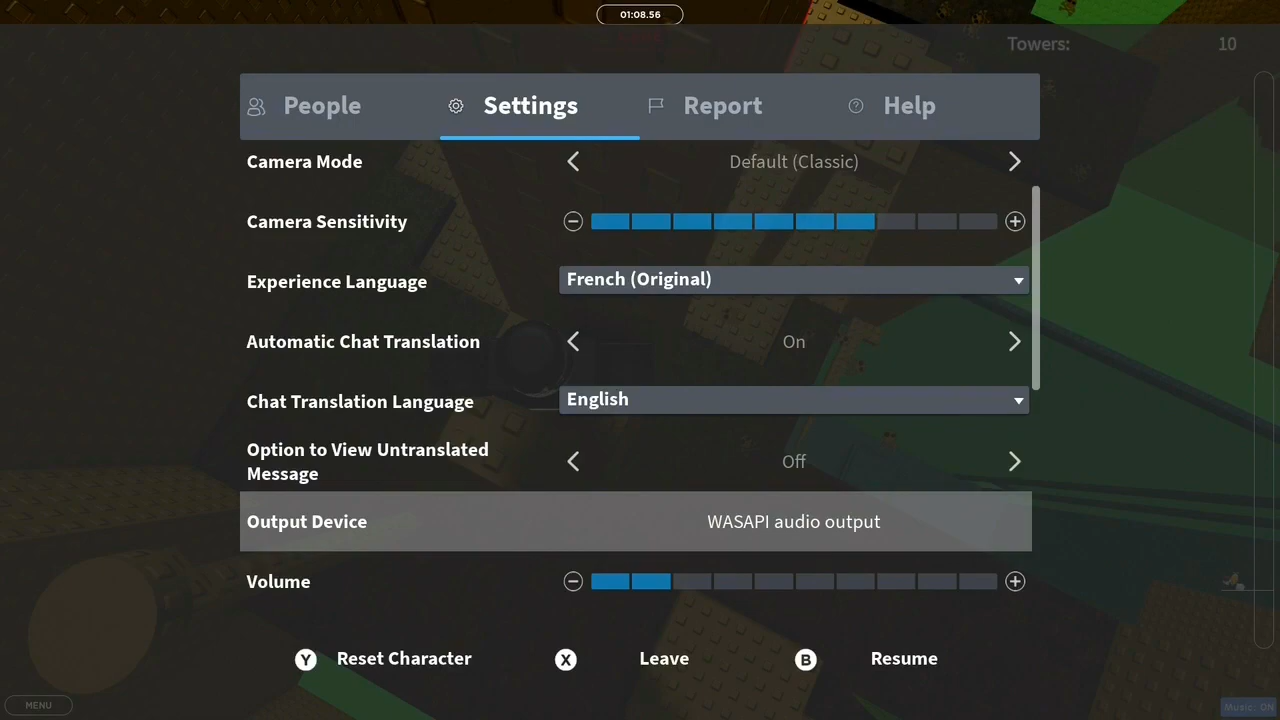 01:08.56
Towers: 10
People Settings Report Help
Camera Mode Default (Classic)
Camera Sensitivity
Experience Language French (Original)
Automatic Chat Translation On
Chat Translation Language English
Option to View Untranslated
Message Off
Output Device WASAPI audio output
Volume
Y Reset Character X Leave B Resume
MENU Music: ON